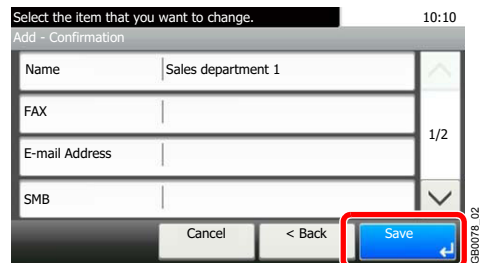 Select the item that you want to change.
10:10
Add - Confirmation
Name
Sales department 1
FAX
E-mail Address
SMB
1/2
Cancel
< Back
Save
GB0078_02